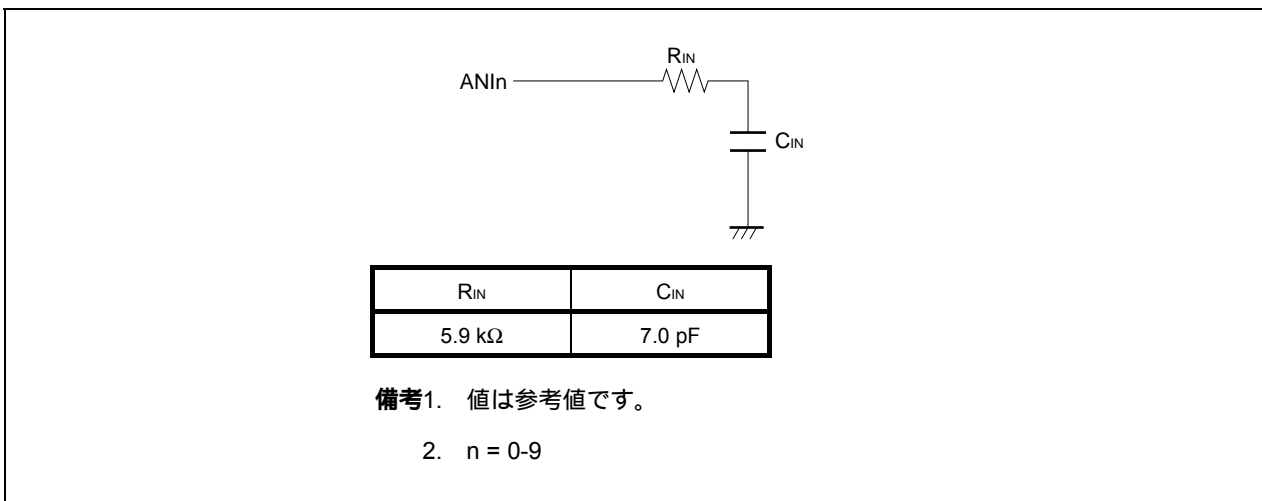 RIN
ANIn
CIN
RIN CIN
5.9 kΩ 7.0 pF
備考1. 値は参考値です。
2. n = 0-9